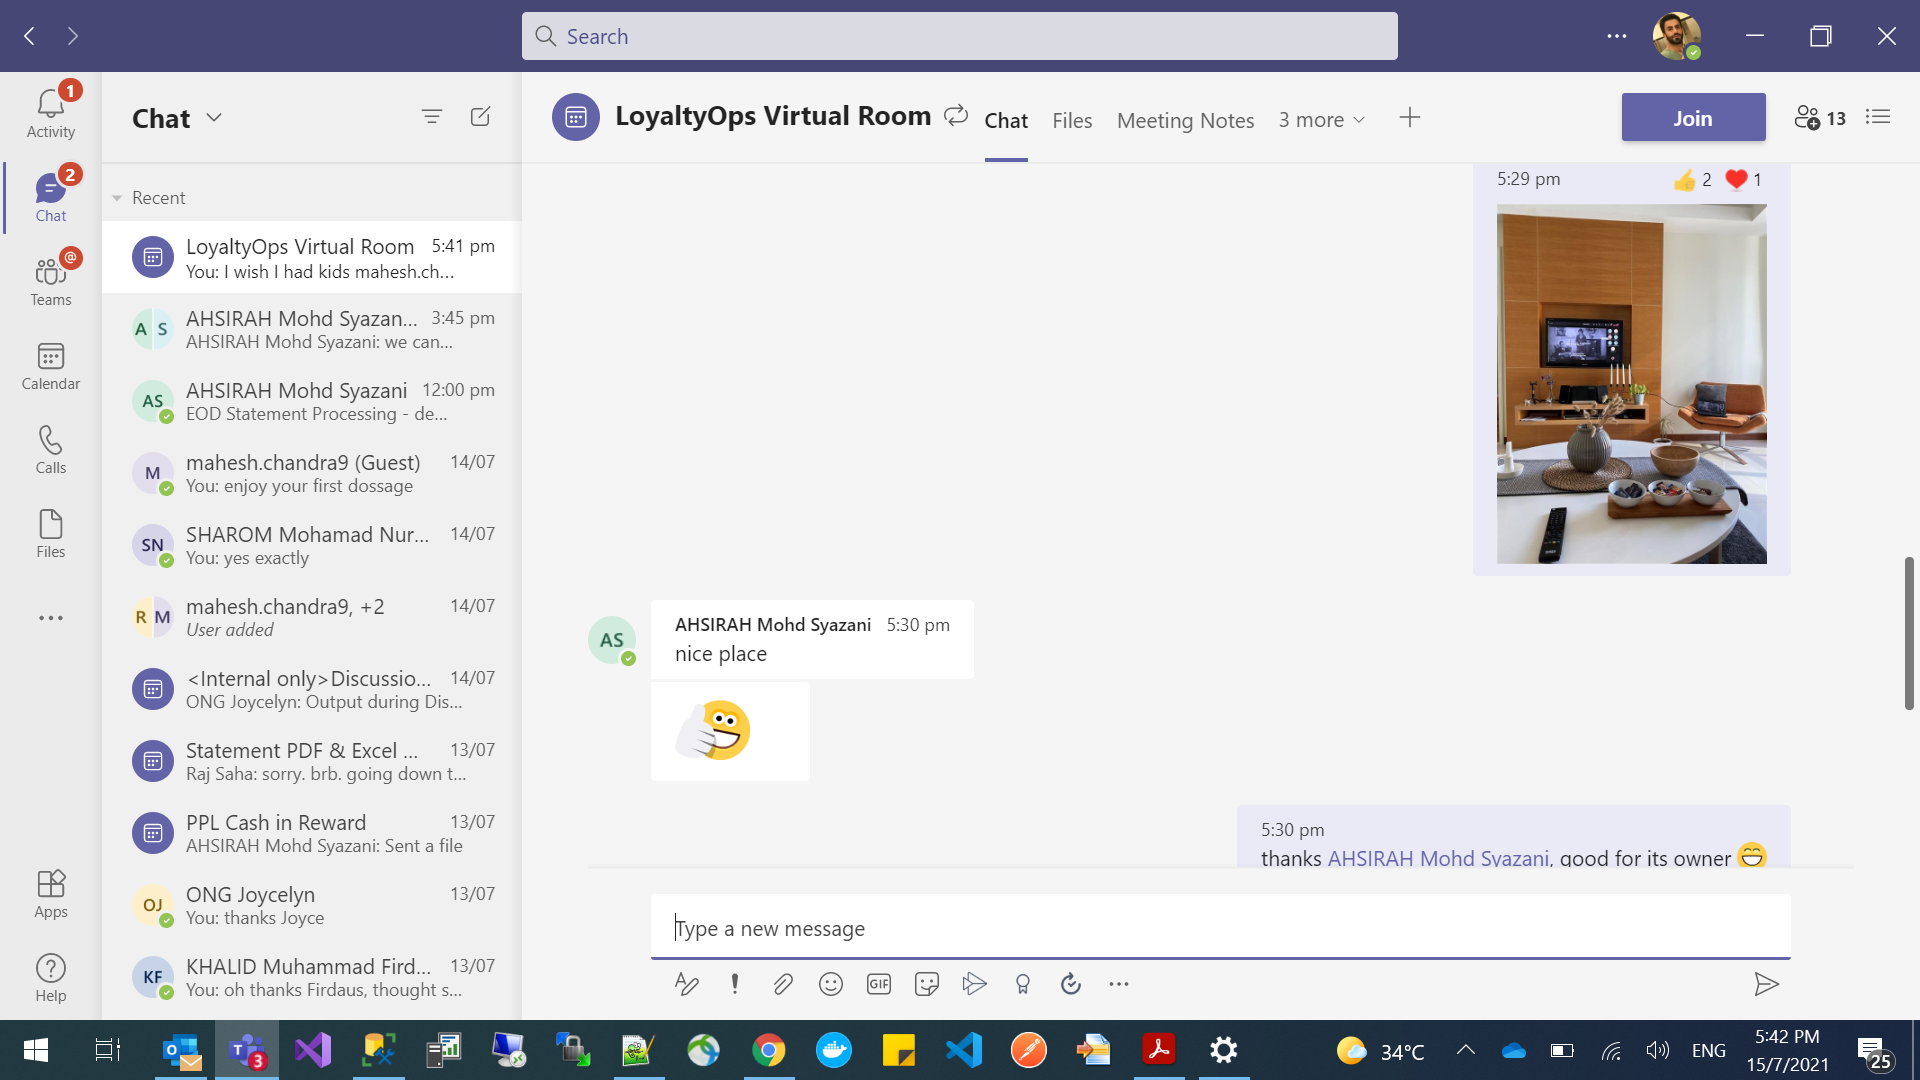 Search
Activity
1
Chat
2
Teams
@
Calendar
Calls
Files
Apps
Help
Chat
Recent
LoyaltyOps Virtual Room 5:41 pm
You: I wish I had kids mahesh.ch...
A S
AHSIRAH Mohd Syazan... 3:45 pm
AHSIRAH Mohd Syazani: we can...
AS
AHSIRAH Mohd Syazani 12:00 pm
EOD Statement Processing - de...
M
mahesh.chandra9 (Guest) 14/07
You: enjoy your first dossage
SN
SHAROM Mohamad Nur... 14/07
You: yes exactly
R M
mahesh.chandra9, +2 14/07
User added
<Internal only>Discussio... 14/07
ONG Joycelyn: Output during Dis...
Statement PDF & Excel ... 13/07
Raj Saha: sorry. brb. going down t...
PPL Cash in Reward 13/07
AHSIRAH Mohd Syazani: Sent a file
OJ
ONG Joycelyn 13/07
You: thanks Joyce
KF
KHALID Muhammad Fird... 13/07
You: oh thanks Firdaus, thought s...
LoyaltyOps Virtual Room Chat Files Meeting Notes 3 more Join 13
5:29 pm 2 1
AS
AHSIRAH Mohd Syazani 5:30 pm
nice place
5:30 pm
thanks AHSIRAH Mohd Syazani, good for its owner
Type a new message
GIF
3
34°C ENG 5:42 PM
15/7/2021
25